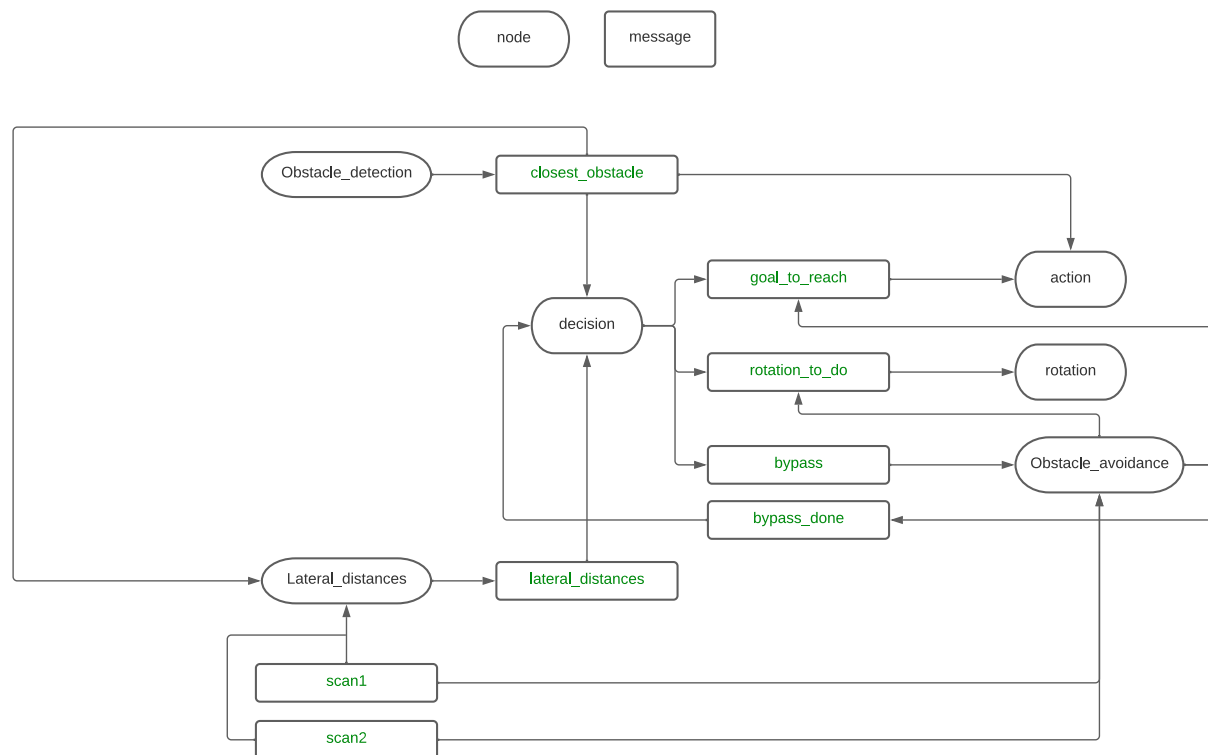 node
message
Obstacle_detection
closest_obstacle
goal_to_reach
action
decision
rotation_to_do
rotation
bypass
Obstacle_avoidance
bypass_done
Lateral_distances
lateral_distances
scan1
scan2